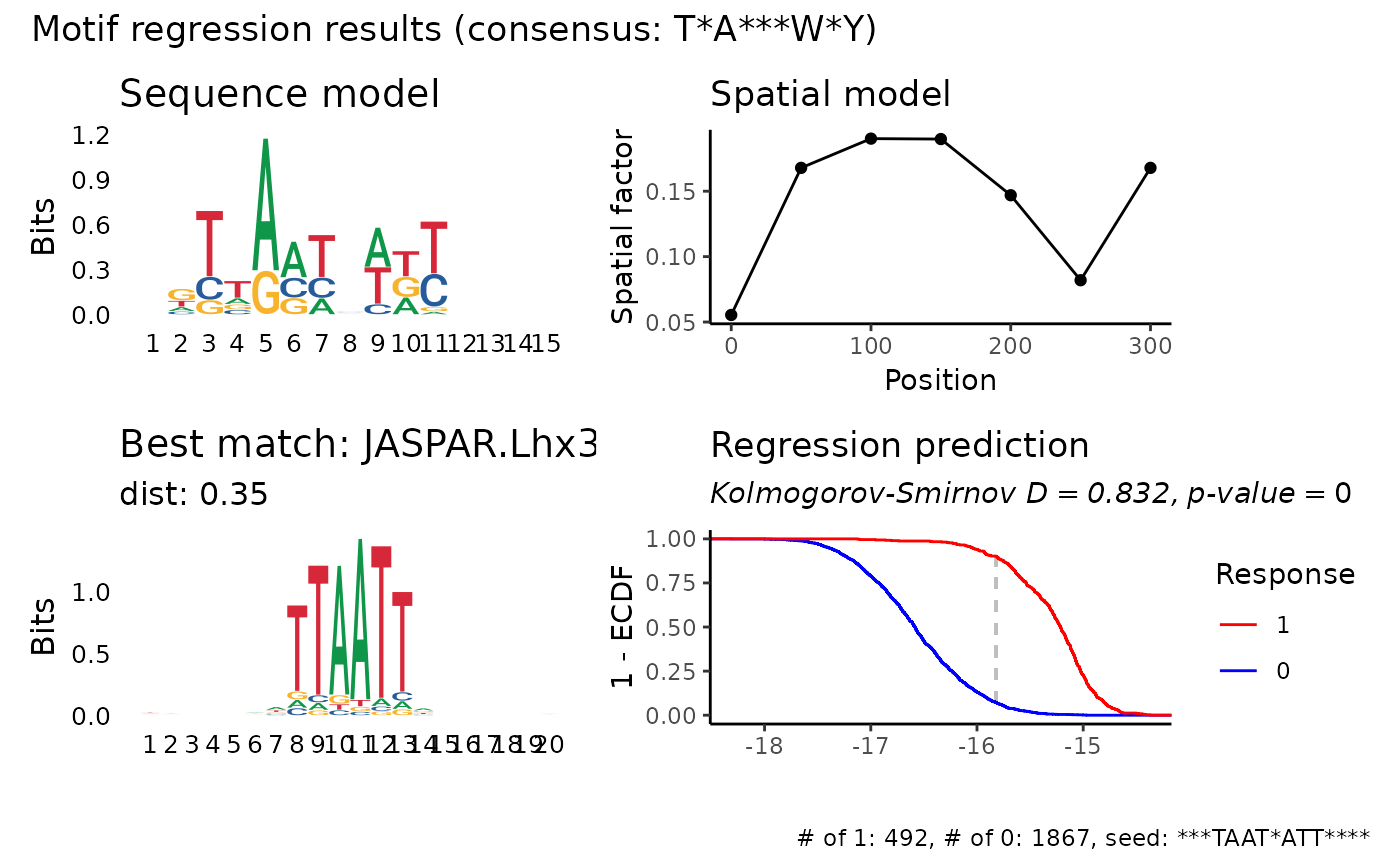 Motif regression results (consensus: T*A***W*Y)
Sequence model
Bits
1.2
0.9
0.6
0.3
0.0
1 2 3 4 5 6 7 8 9 10 11 12 13 14 15
Spatial model
Spatial factor
0.15
0.10
0.05
0 100 200 300
Position
Best match: JASPAR.Lhx3
dist: 0.35
Bits
1.0
0.5
0.0
1 2 3 4 5 6 7 8 9 10 11 12 13 14 15 16 17 18 19 20
Regression prediction
Kolmogorov-Smirnov D = 0.832, p-value = 0
1 - ECDF
1.00
0.75
0.50
0.25
0.00
-18 -17 -16 -15
Response
1
0
# of 1: 492, # of 0: 1867, seed: ***TAAT*ATT****